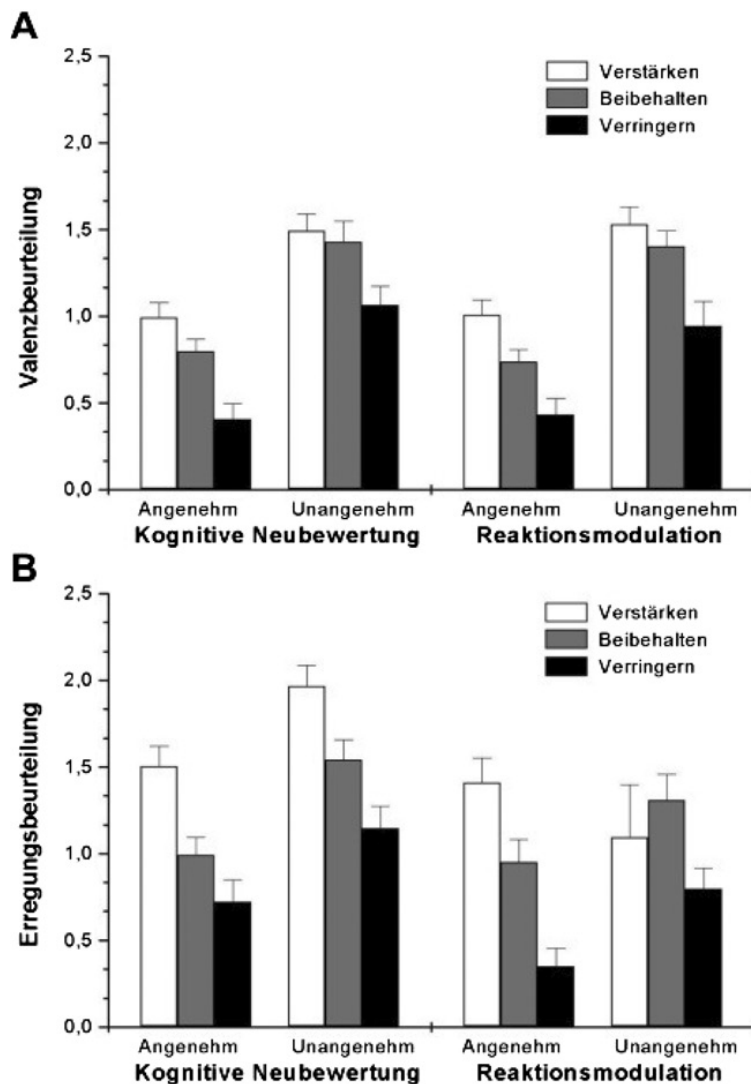 A
2,5
2,0
1,5
1,0
0,5
0,0
Valenzbeurteilung
Verstärken
Beibehalten
Verringern
Angenehm Unangenehm Angenehm Unangenehm
Kognitive Neubewertung Reaktionsmodulation
B
2,5
2,0
1,5
1,0
0,5
0,0
Erregungsbeurteilung
Verstärken
Beibehalten
Verringern
Angenehm Unangenehm Angenehm Unangenehm
Kognitive Neubewertung Reaktionsmodulation